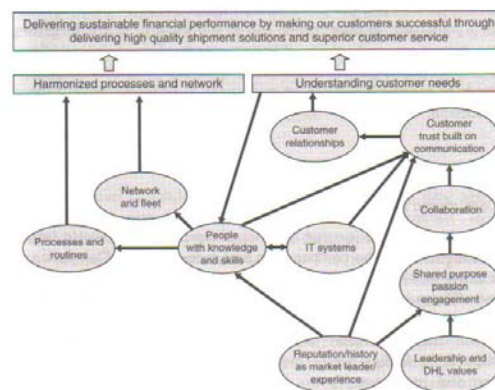 Delivering sustainable financial performance by making our customers successful through
delivering high quality shipment solutions and superior customer service
Harmonized processes and network
Understanding customer needs
Customer
relationships
Customer
trust built on
communication
Network
and fleet
Collaboration
Processes and
routines
People
with knowledge
and skills
IT systems
Shared purpose
passion
engagement
Reputation/history
as market leader/
experience
Leadership and
DHL values